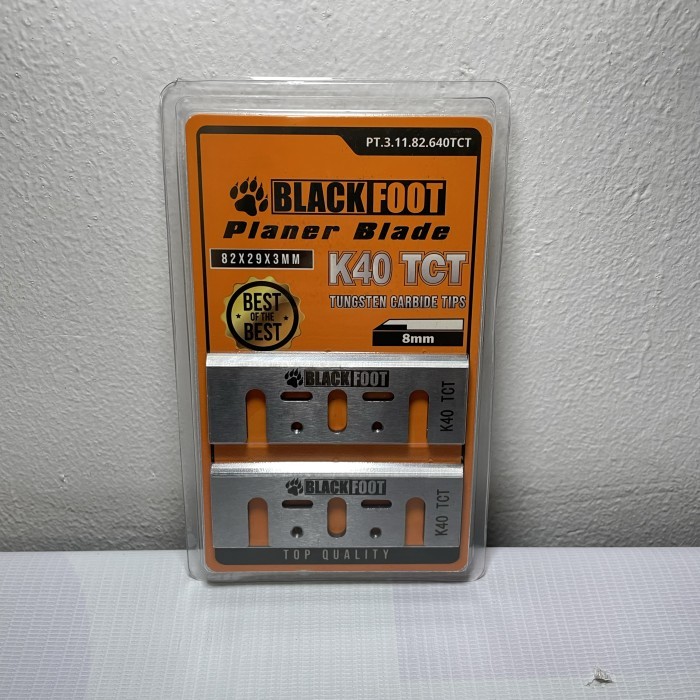 PT.3.11.82.640TCT
BLACKFOOT
Planer Blade
82X29X3MM
K40 TCT
TUNGSTEN CARBIDE TIPS
BEST
OF THE
BEST
8mm
BLACKFOOT
K40 TCT
BLACKFOOT
K40 TCT
TOP QUALITY